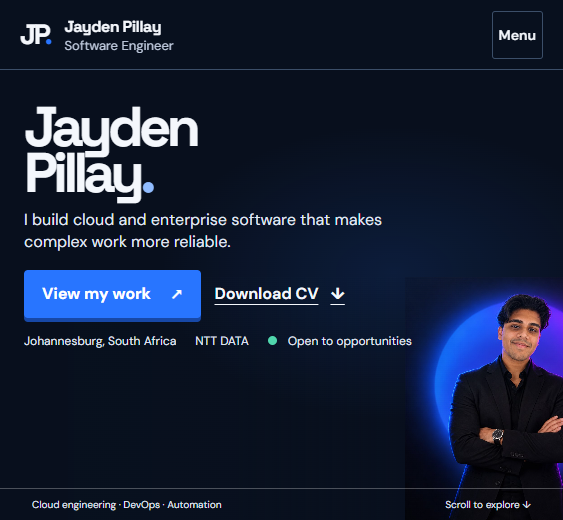 JP.
Jayden Pillay
Software Engineer
Menu
Jayden
Pillay.
I build cloud and enterprise software that makes
complex work more reliable.
View my work ↗
Download CV ↓
Johannesburg, South Africa NTT DATA Open to opportunities
Cloud engineering · DevOps · Automation
Scroll to explore ↓